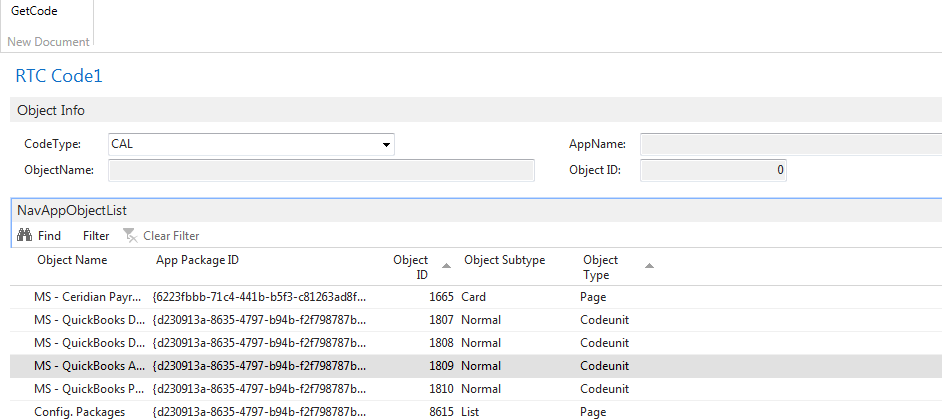 GetCode
New Document
RTC Code1
Object Info
CodeType: CAL AppName:
ObjectName: Object ID: 0
NavAppObjectList
Find Filter Clear Filter
Object Name App Package ID Object ID Object Subtype Object Type
MS - Ceridian Payr... {6223fbbb-71c4-441b-b5f3-c81263ad8f... 1665 Card Page
MS - QuickBooks D... {d230913a-8635-4797-b94b-f2f798787b... 1807 Normal Codeunit
MS - QuickBooks D... {d230913a-8635-4797-b94b-f2f798787b... 1808 Normal Codeunit
MS - QuickBooks A... {d230913a-8635-4797-b94b-f2f798787b... 1809 Normal Codeunit
MS - QuickBooks P... {d230913a-8635-4797-b94b-f2f798787b... 1810 Normal Codeunit
Config. Packages {d230913a-8635-4797-b94b-f2f798787b... 8615 List Page